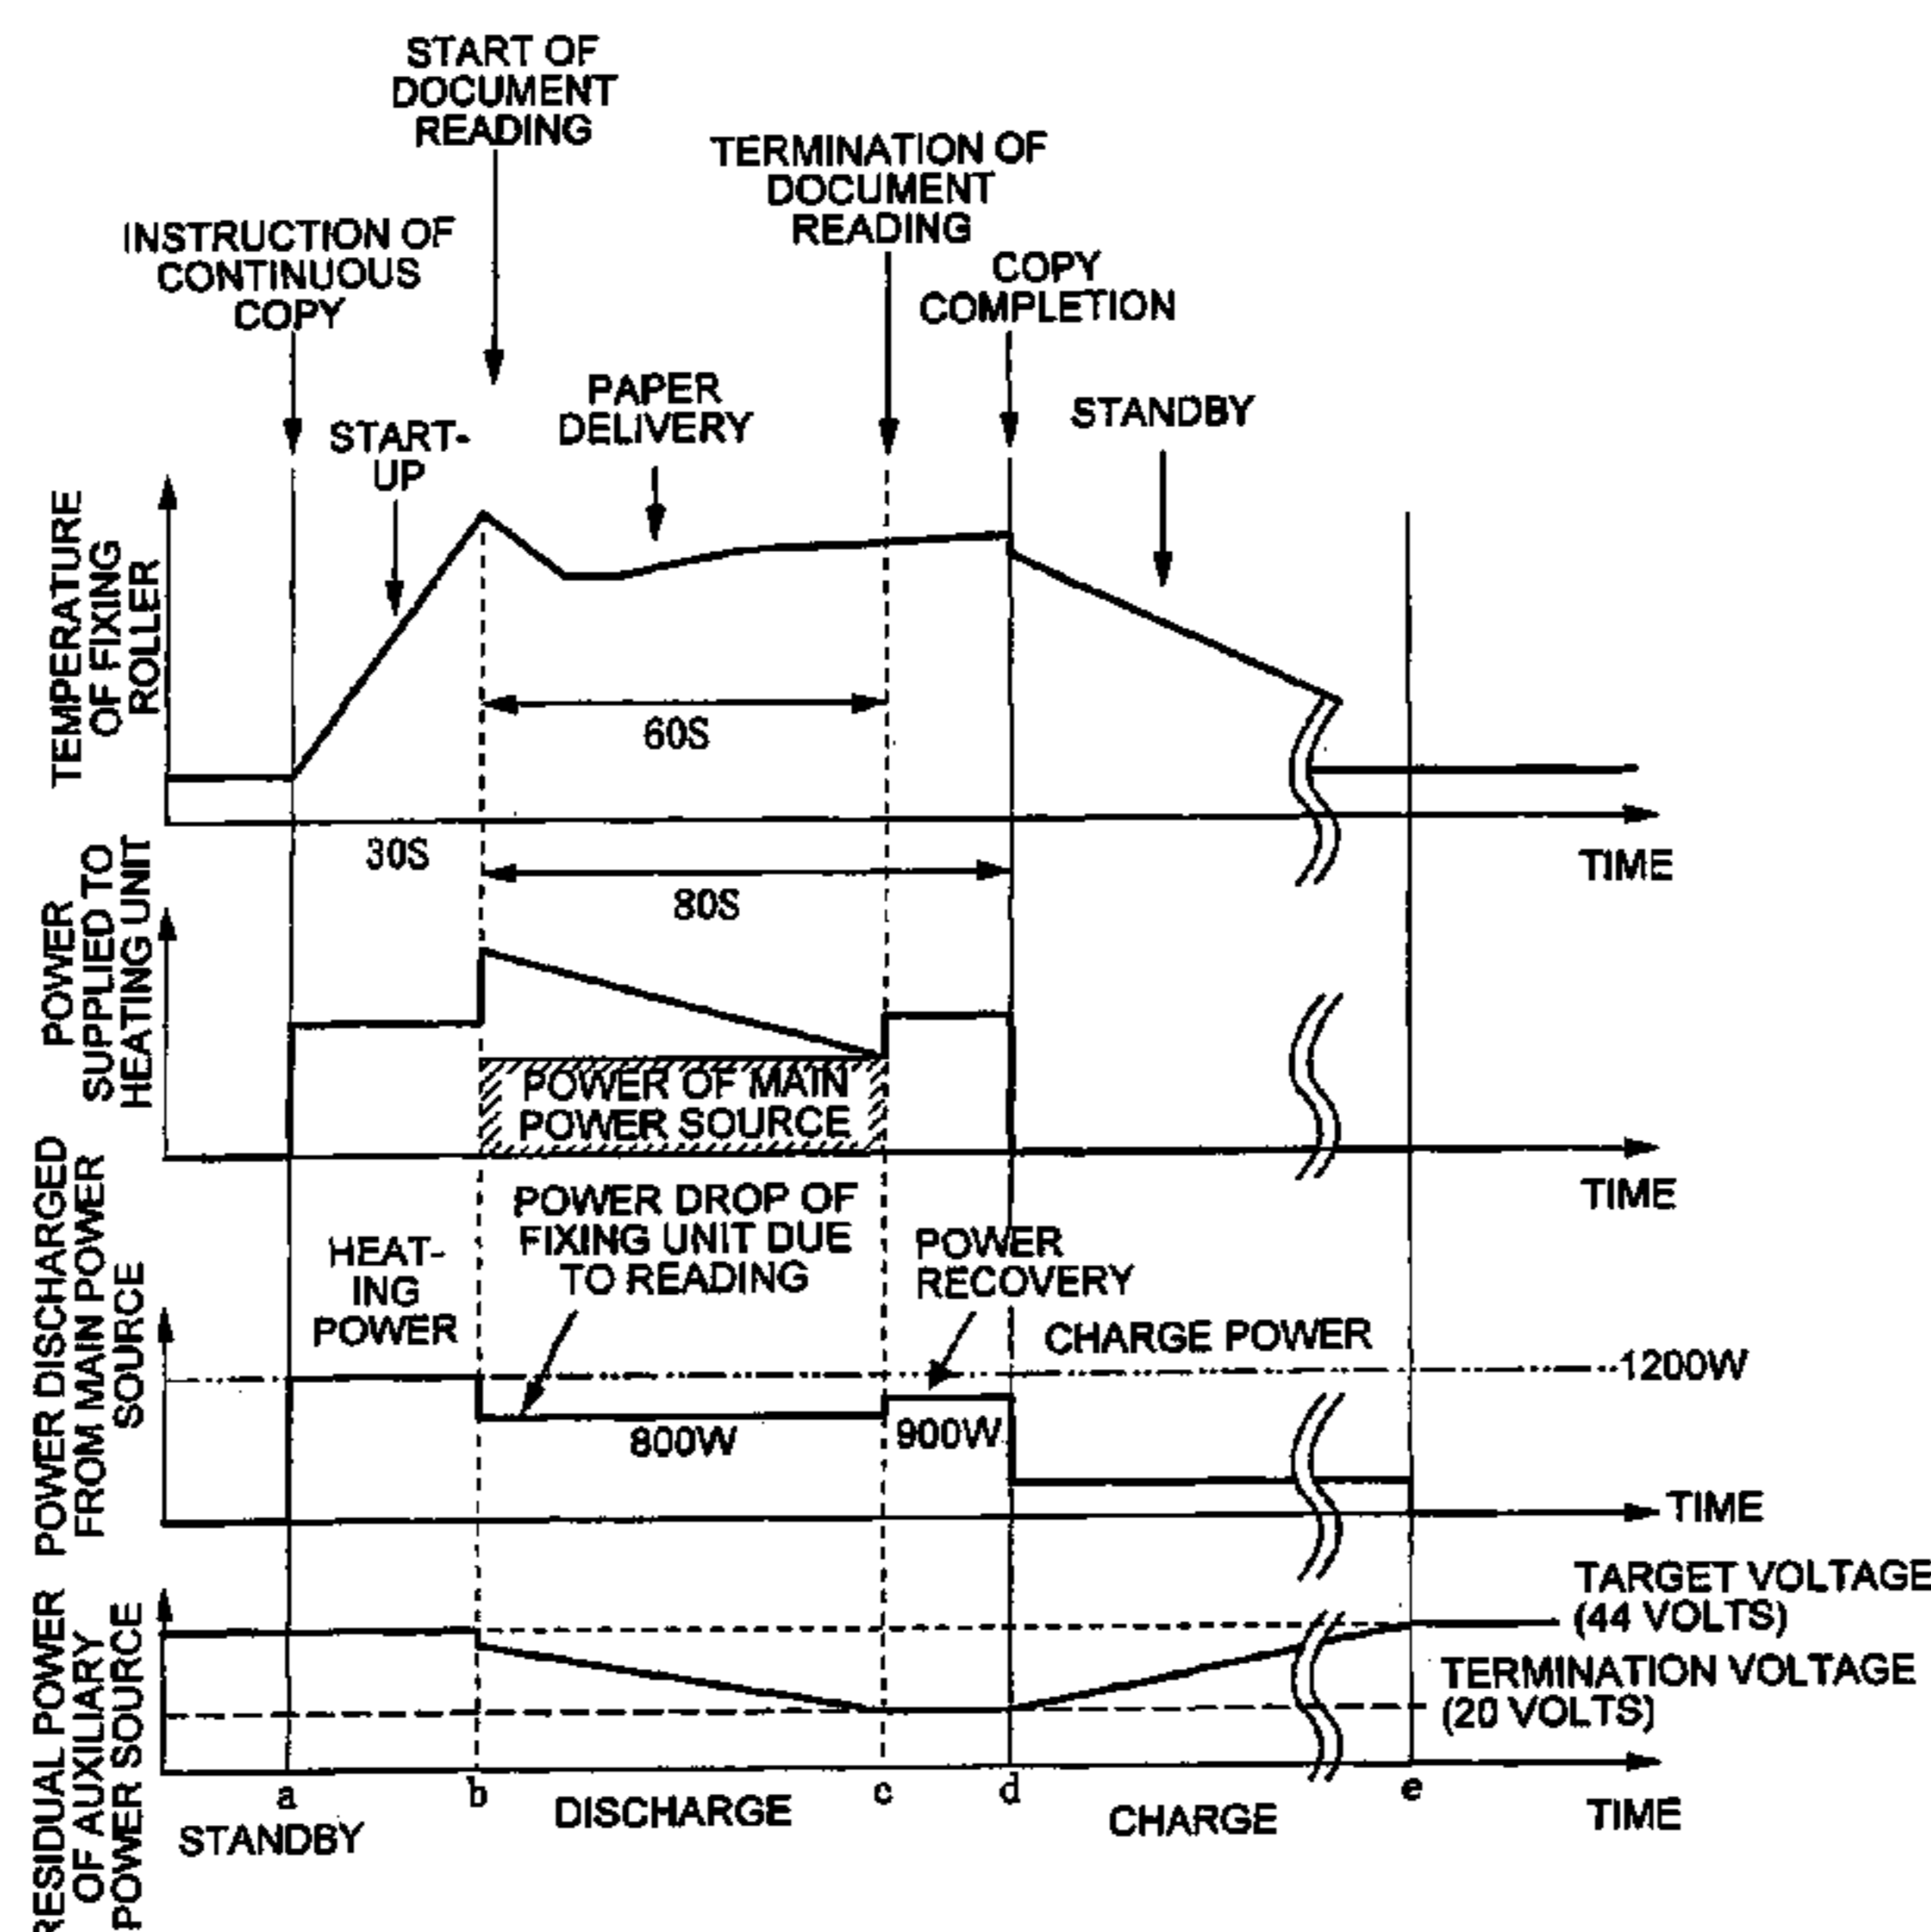 START OF
DOCUMENT
READING
TERMINATION OF
DOCUMENT
READING
INSTRUCTION OF
CONTINUOUS
COPY
COPY
COMPLETION
START-
UP
PAPER
DELIVERY
STANDBY
TEMPERATURE
OF FIXING
ROLLER
60S
30S
TIME
80S
POWER
SUPPLIED TO
HEATING UNIT
POWER OF MAIN
POWER SOURCE
TIME
POWER DISCHARGED
FROM MAIN POWER
SOURCE
HEAT-
ING
POWER
POWER DROP OF
FIXING UNIT DUE
TO READING
POWER
RECOVERY
CHARGE POWER
1200W
800W
900W
TIME
TARGET VOLTAGE
(44 VOLTS)
TERMINATION VOLTAGE
(20 VOLTS)
RESIDUAL POWER
OF AUXILIARY
POWER SOURCE
a
b
c
d
e
STANDBY
DISCHARGE
CHARGE
TIME